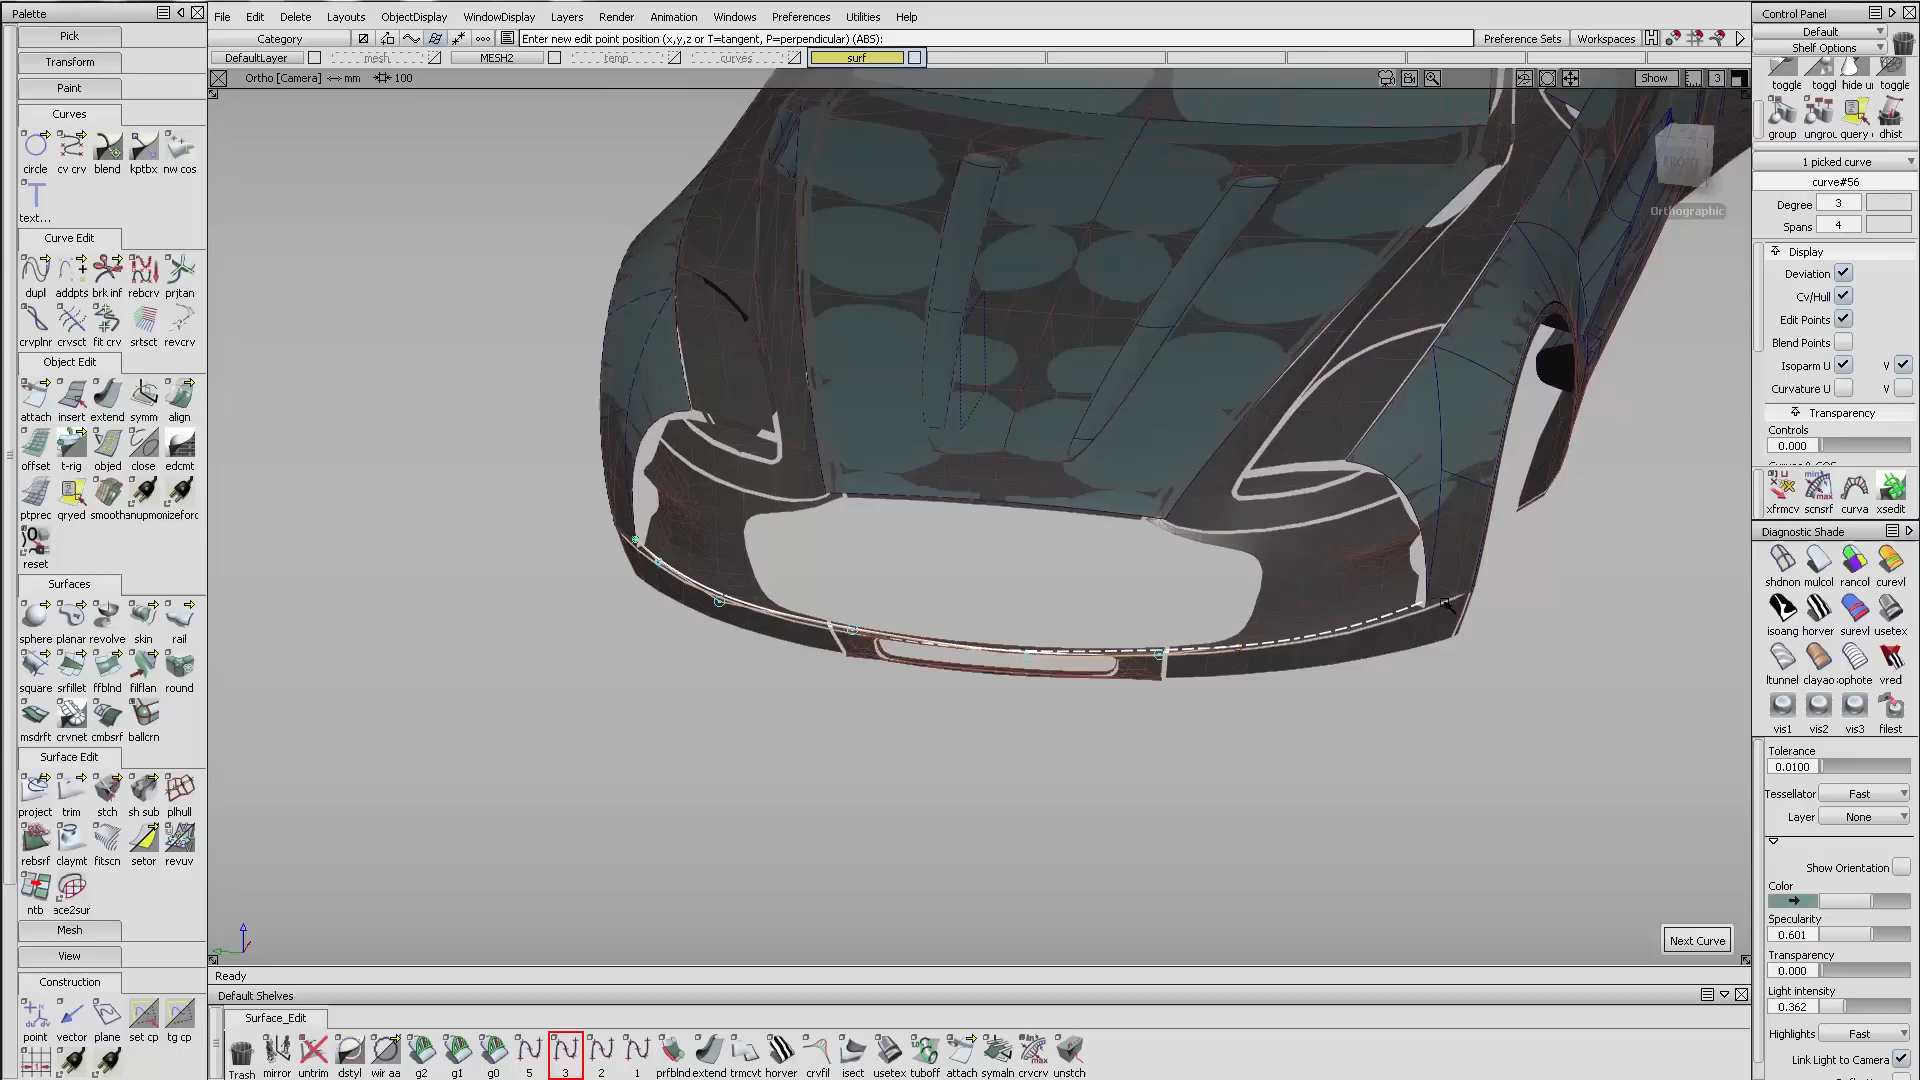 Palette
Pick
Transform
Paint
Curves
circle cv crv blend kptbx nw cos
text...
Curve Edit
dupl addpts brk inf rebcrv prjtan
crvplnr crvsct fit crv srtsct revcrv
Object Edit
attach insert extend symm align
offset t-rig objed close edcmt
ptprec qryed smooth
reset
Surfaces
sphere planar revolve skin rail
square srfillet ffblnd filflan round
msdrft crvnet cmbsrf ballcrn
Surface Edit
project trim stch sh sub plhull
rebsrf claymt fitscn setor revuv
ntb ace2sur
Mesh
View
Construction
point vector plane set cp tg cp
File Edit Delete Layouts ObjectDisplay WindowDisplay Layers Render Animation Windows Preferences Utilities Help
Category Enter new edit point position (x,y,z or T=tangent, P=perpendicular) (ABS): Preference Sets Workspaces
DefaultLayer mesh MESH2 temp curves surf
Ortho [Camera] mm 100 Show 3
Orthographic
Next Curve
Ready
Default Shelves
Surface_Edit
Trash mirror untrim dstyl wir aa g2 g1 g0 5 3 2 1 prfblnd extend trmcvt horver crvfil isect usetex tuboff attach symaln crvcrv unstch
Control Panel
Default
Shelf Options
toggle toggl hide ur toggle
group ungrou query dhist
1 picked curve
curve#56
Degree 3
Spans 4
Display
Deviation
Cv/Hull
Edit Points
Blend Points
Isoparm U V
Curvature U V
Transparency
Controls
0.000
xfrmcv scnsrf curva xsedit
Diagnostic Shade
shdnon mulcol rancol curevl
isoang horver surevl usetex
ltunnel clayao ophote vred
vis1 vis2 vis3 filest
Tolerance
0.0100
Tessellator Fast
Layer None
Show Orientation
Color
Specularity
0.601
Transparency
0.000
Light intensity
0.362
Highlights Fast
Link Light to Camera